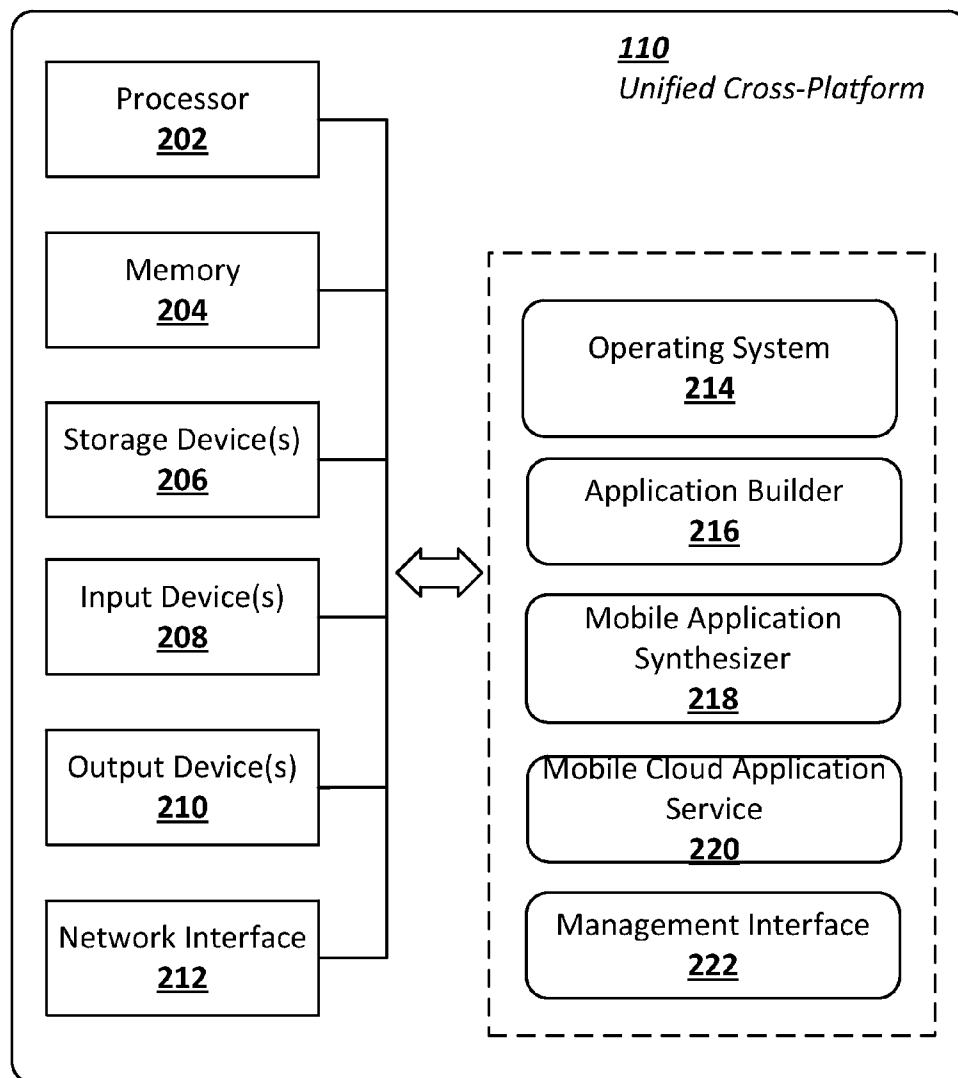 110
Unified Cross-Platform
Processor
202
Memory
204
Storage Device(s)
206
Input Device(s)
208
Output Device(s)
210
Network Interface
212
Operating System
214
Application Builder
216
Mobile Application
Synthesizer
218
Mobile Cloud Application
Service
220
Management Interface
222